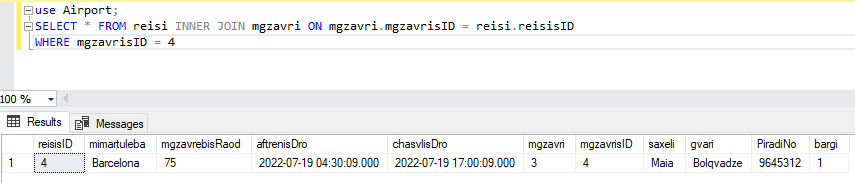 use Airport;
SELECT * FROM reisi INNER JOIN mgzavri ON mgzavri.mgzavrisID = reisi.reisisID
WHERE mgzavrisID = 4
100 %
Results Messages
reisisID mimartuleba mgzavrebisRaod aftrenisDro chasvlisDro mgzavri mgzavrisID saxeli gvari PiradiNo bargi
1 4 Barcelona 75 2022-07-19 04:30:09.000 2022-07-19 17:00:09.000 3 4 Maia Bolqvadze 9645312 1